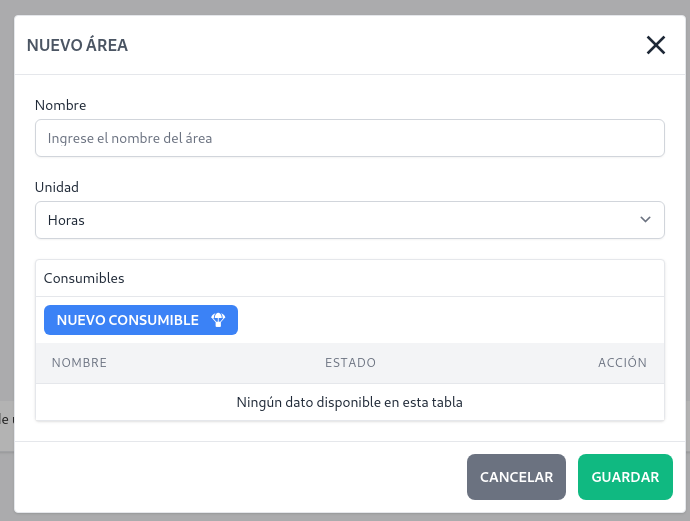 NUEVO ÁREA
Nombre
Ingrese el nombre del área
Unidad
Horas
Consumibles
NUEVO CONSUMIBLE
NOMBRE ESTADO ACCIÓN
Ningún dato disponible en esta tabla
CANCELAR GUARDAR